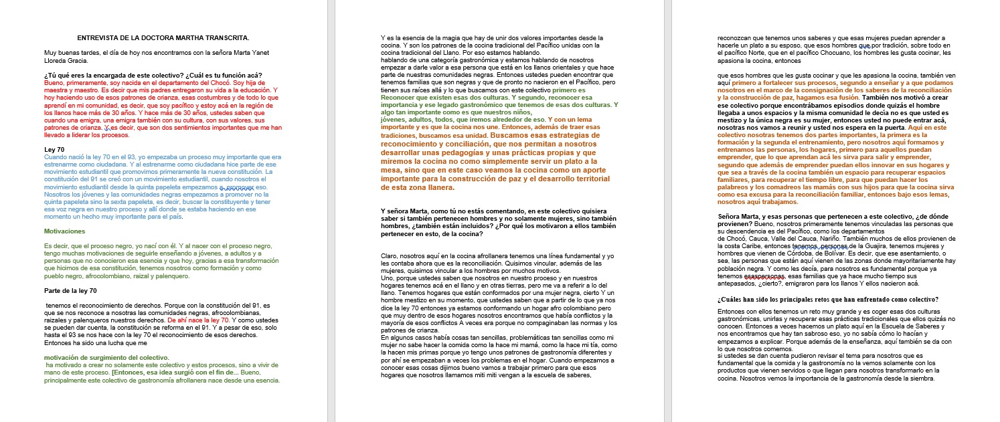 ENTREVISTA DE LA DOCTORA MARTHA TRANSCRITA.
Muy buenas tardes, el día de hoy nos encontramos con la señora Marta Yanet
Lloreda Gracia.
¿Tú qué eres la encargada de este colectivo? ¿Cuál es tu función acá?
Bueno, primeramente, soy nacida en el departamento del Chocó. Soy hija de
maestra y maestro. Es decir que mis padres entregaron su vida a la educación. Y
hoy haciendo uso de esos patrones de crianza, esas costumbres y de todo lo que
aprendí en mi comunidad, es decir, que soy pacífico y estoy acá en la región de
los llanos hace más de 30 años. Y hace más de 30 años, ustedes saben que
cuando una emigra, una emigra también con su cultura, con sus valores, sus
patrones de crianza. Y es decir, que son dos sentimientos importantes que me han
llevado a liderar los procesos.
Ley 70
Cuando nació la ley 70 en el 93, yo empezaba un proceso muy importante que era
estrenarme como ciudadana. Y al estrenarme como ciudadana hice parte de ese
movimiento estudiantil que promovimos primeramente la nueva constitución. La
constitución del 91 se creó con un movimiento estudiantil, cuando nosotros el
movimiento estudiantil desde la quinta papeleta empezamos a promover eso.
Nosotros los jóvenes y las comunidades negras empezamos a promover no la
quinta papeleta sino la sexta papeleta, es decir, buscar la constituyente y tener
esa voz negra en nuestro proceso y allí donde se estaba haciendo en ese
momento un hecho muy importante para el país.
Motivaciones
Es decir, que el proceso negro, yo nací con él. Y al nacer con el proceso negro,
tengo muchas motivaciones de seguirle enseñando a jóvenes, a adultos y a
personas que no conocieron esa esencia y que hoy, gracias a esa transformación
que hicimos de esa constitución, tenemos nosotros como formación y como
pueblo negro, afrocolombiano, raizal y palenquero.
Parte de la ley 70
tenemos el reconocimiento de derechos. Porque con la constitución del 91, es
que se nos reconoce a nosotras las comunidades negras, afrocolombianas,
raizales y palenqueros nuestros derechos. De ahí nace la ley 70. Y como ustedes
se pueden dar cuenta, la constitución se reforma en el 91. Y a pesar de eso, solo
hasta el 93 se nos hace con la ley 70 el reconocimiento de esos derechos.
Entonces ha sido una lucha que me
motivación de surgimiento del colectivo.
ha motivado a crear no solamente este colectivo y estos procesos, sino a vivir de
mano de este proceso. [Entonces, esa idea surgió con el fin de... Bueno,
principalmente este colectivo de gastronomía afrollanera nace desde una esencia.
Y es la esencia de la magia que hay de unir dos valores importantes desde la
cocina. Y son los patrones de la cocina tradicional del Pacífico unidas con la
cocina tradicional del Llano. Por eso estamos hablando.
hablando de una categoría gastronómica y estamos hablando de nosotros
empezar a darle valor a esa persona que está en los llanos orientales y que hace
parte de nuestras comunidades negras. Entonces ustedes pueden encontrar que
tenemos familias que son negras y que de pronto no nacieron en el Pacífico, pero
tienen sus raíces allá y lo que buscamos con este colectivo primero es
Reconocer que existen esas dos culturas. Y segundo, reconocer esa
importancia y ese legado gastronómico que tenemos de esas dos culturas. Y
algo tan importante como es que nuestros niños,
jóvenes, adultos, todos, que iremos alrededor de eso. Y con un lema
importante y es que la cocina nos une. Entonces, además de traer esas
tradiciones, buscamos esa unidad. Buscamos esas estrategias de
reconocimiento y conciliación, que nos permitan a nosotros
desarrollar unas pedagogías y unas prácticas propias y que
miremos la cocina no como simplemente servir un plato a la
mesa, sino que en este caso veamos la cocina como un aporte
importante para la construcción de paz y el desarrollo territorial
de esta zona llanera.
Y señora Marta, como tú no estás comentando, en este colectivo quisiera
saber si también pertenecen hombres y no solamente mujeres, sino también
hombres, ¿también están incluidos? ¿Por qué los motivaron a ellos también
pertenecer en esto, de la cocina?
Claro, nosotros aquí en la cocina afrollanera tenemos una línea fundamental y yo
les contaba ahora que es la reconciliación. Quisimos vincular, además de las
mujeres, quisimos vincular a los hombres por muchos motivos.
Uno, porque ustedes saben que nosotros en nuestro proceso y en nuestros
hogares tenemos acá en el llano y en otras tierras, pero me va a referir a lo del
llano. Tenemos hogares que están conformados por una mujer negra, cierto Y un
hombre mestizo en su momento, que ustedes saben que a partir de lo que ya nos
dice la ley 70 entonces ya estamos conformando un hogar afro colombiano pero
que muy dentro de esos hogares nosotros encontramos que había conflictos y la
mayoría de esos conflictos A veces era porque no compaginaban las normas y los
patrones de crianza.
En algunos casos había cosas tan sencillas, problemáticas tan sencillas como mi
mujer no sabe hacer la comida como la hace mi mamá, como la hace mi tía, como
la hacen mis primas porque yo tengo unos patrones de gastronomía diferentes y
por ahí se empezaban a veces los problemas en el hogar. Cuando empezamos a
conocer esas cosas dijimos bueno vamos a trabajar primero para que esos
hogares que nosotros llamamos miti miti vengan a la escuela de saberes,
reconozcan que tenemos unos saberes y que esas mujeres puedan aprender a
hacerle un plato a su esposo, que esos hombres que por tradición, sobre todo en
el pacífico Norte, que en el pacífico Chocuano, los hombres les gusta cocinar, les
apasiona la cocina, entonces
que esos hombres que les gusta cocinar y que les apasiona la cocina, también ven
aquí primero a fortalecer sus procesos, segundo a enseñar y a que podamos
nosotros en el marco de la consignación de los saberes de la reconciliación
y la construcción de paz, hagamos esa fusión. También nos motivó a crear
ese colectivo porque encontrábamos episodios donde quizás el hombre
llegaba a unos espacios y la misma comunidad le decía no es que usted es
mestizo y la única negra es su mujer, entonces usted no puede entrar acá,
nosotras nos vamos a reunir y usted nos espera en la puerta. Aquí en este
colectivo nosotras tenemos dos partes importantes, la primera es la
formación y la segunda el entrenamiento, pero nosotros aquí formamos y
entrenamos las personas, los hogares, primero para aquellos puedan
emprender, que lo que aprendan acá les sirva para salir y emprender,
segundo que además de emprender puedan ellos innovar en sus hogares y
que sea a través de la cocina también un espacio para recuperar espacios
familiares, para recuperar el tiempo libre, para que puedan hacer los
palabreos y los comadreos las mamás con sus hijos para que la cocina sirva
como esa excusa para la reconciliación familiar, entonces bajo esos lemas,
nosotros aquí trabajamos.
Señora Marta, y esas personas que pertenecen a este colectivo, ¿de dónde
provienen? Bueno, nosotros primeramente tenemos vinculadas las personas que
su descendencia es del Pacífico, como los departamentos
de Chocó, Cauca, Valle del Cauca, Nariño. También muchos de ellos provienen de
la costa Caribe, entonces tenemos personas de la Guajira, tenemos mujeres y
hombres que vienen de Córdoba, de Bolívar. Es decir, que ese asentamiento, o
sea, las personas que están aquí vienen de las zonas donde mayoritariamente hay
población negra. Y como les decía, para nosotros es fundamental porque ya
tenemos esaspersonas, esas familias que ya hace mucho tiempo sus
antepasados, ¿cierto?, emigraron para los llanos Y ellos nacieron acá.
¿Cuáles han sido los principales retos que han enfrentado como colectivo?
Entonces con ellos tenemos un reto muy grande y es coger esas dos culturas
gastronómicas, unirlas y recuperar esas prácticas tradicionales que ellos quizás no
conocen. Entonces a veces hacemos un plato aquí en la Escuela de Saberes y
nos encontramos que hay tan sabroso eso, yo no sabía cómo lo hacían y
empezamos a explicar. Porque además de la enseñanza, aquí también se da con
lo que nosotros comemos.
si ustedes se dan cuenta pudieron revisar el tema para nosotros que es
fundamental que la comida y la gastronomía no la vemos solamente con los
productos que vienen servidos o que llegan para nosotros transformarlo en la
cocina. Nosotros vemos la importancia de la gastronomía desde la siembra.